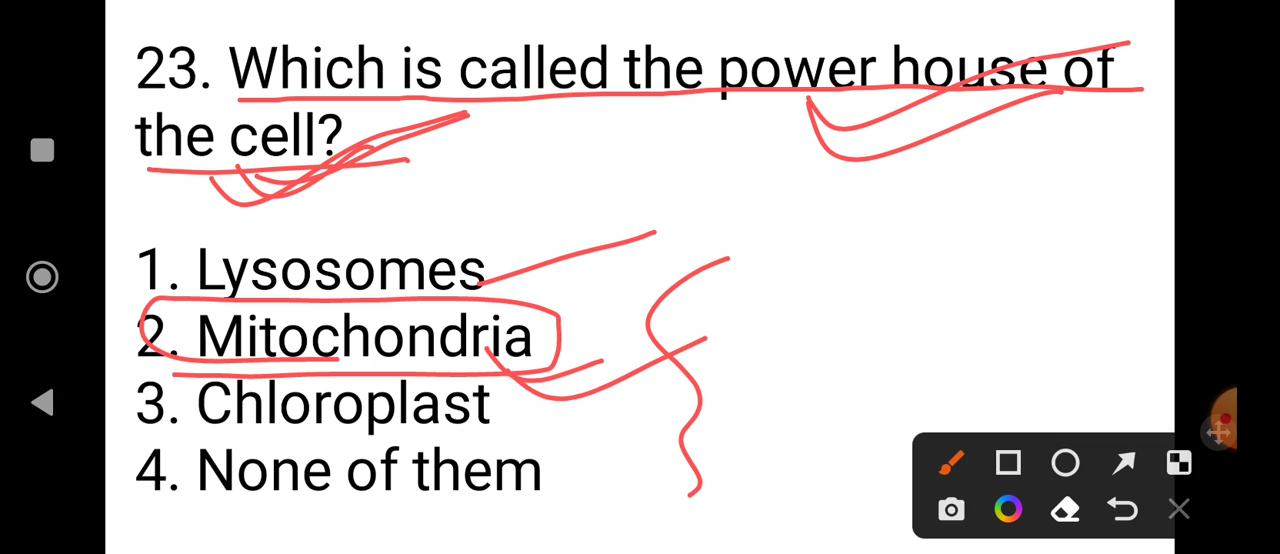 23. Which is called the power house of
the cell?
1. Lysosomes
2. Mitochondria
3. Chloroplast
4. None of them